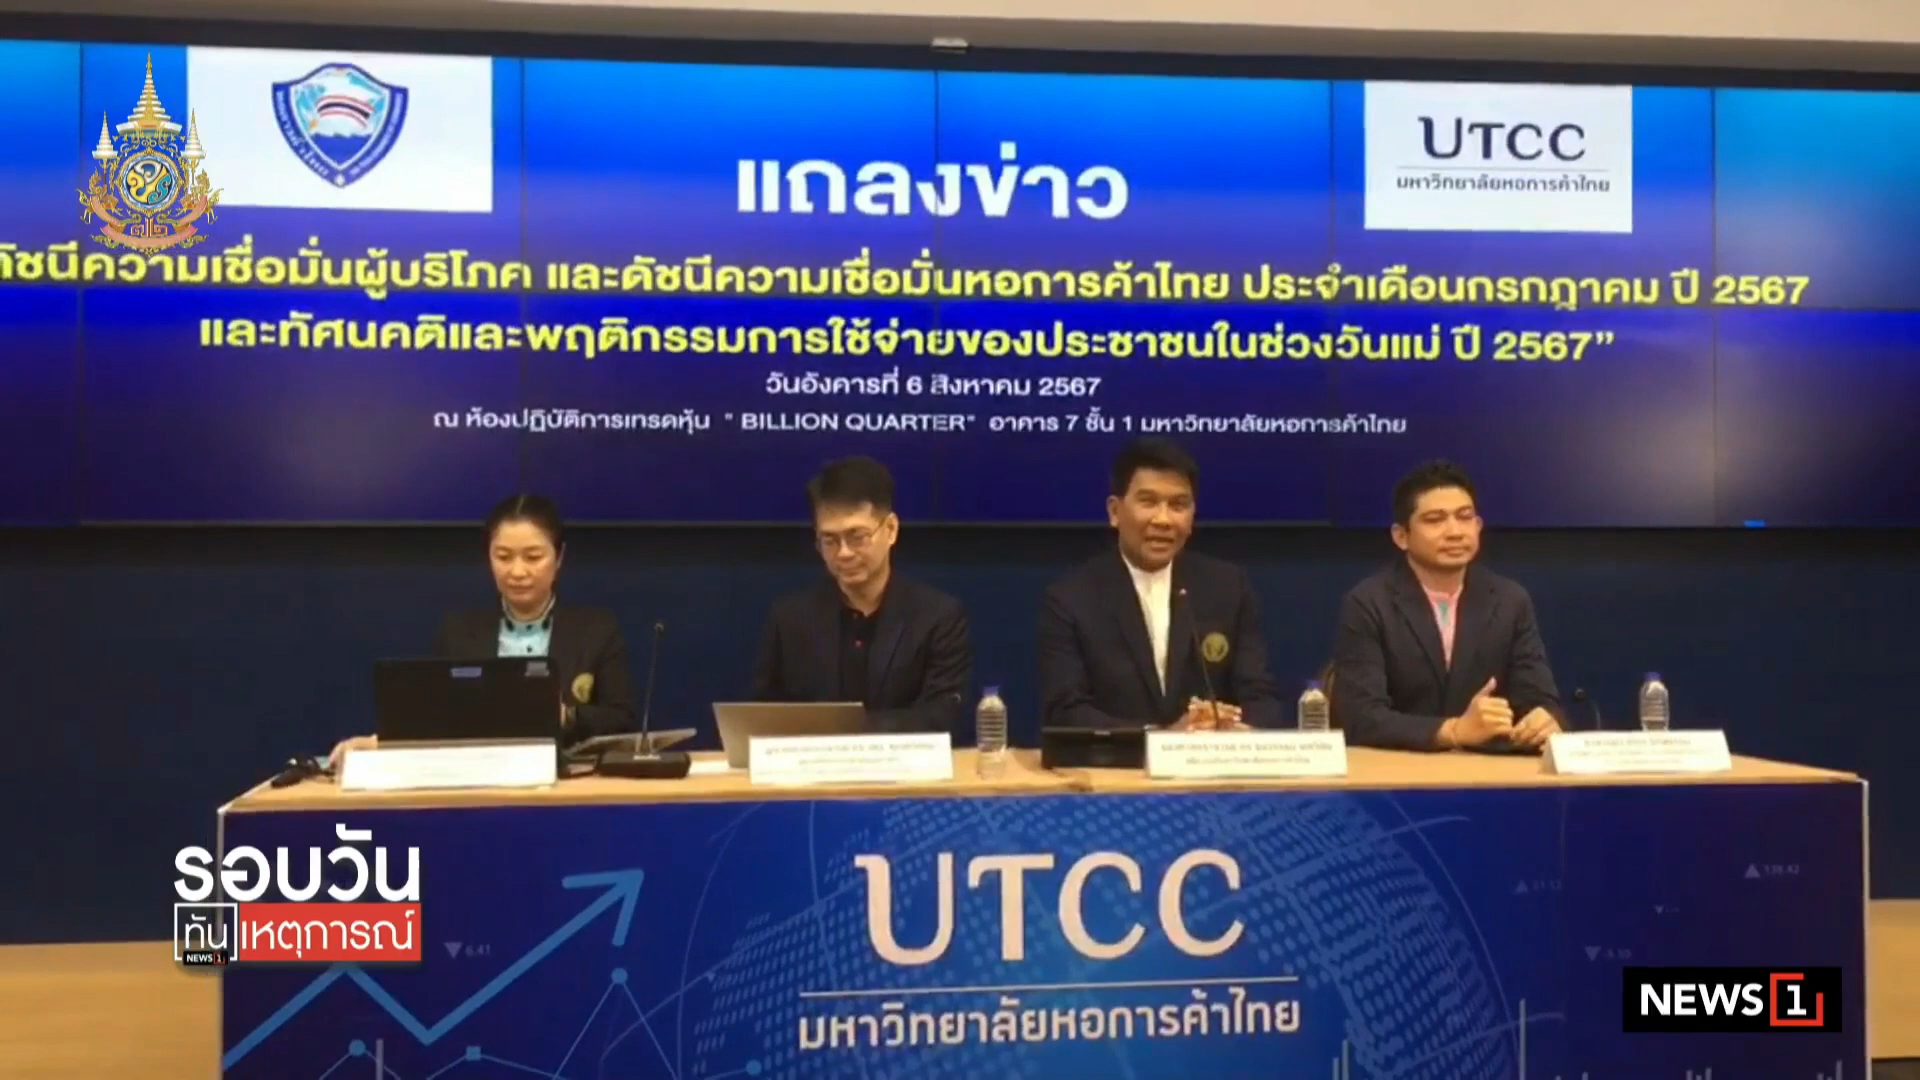 แถลงข่าว
UTCC
มหาวิทยาลัยหอการค้าไทย
ดัชนีความเชื่อมั่นผู้บริโภค และดัชนีความเชื่อมั่นหอการค้าไทย ประจำเดือนกรกฎาคม ปี 2567
และทัศนคติและพฤติกรรมการใช้จ่ายของประชาชนในช่วงวันแม่ ปี 2567”
วันอังคารที่ 6 สิงหาคม 2567
ณ ห้องปฏิบัติการเทรดหุ้น " BILLION QUARTER" อาคาร 7 ชั้น 1 มหาวิทยาลัยหอการค้าไทย
รอบวัน
ทันเหตุการณ์
NEWS 1
UTCC
มหาวิทยาลัยหอการค้าไทย
6.41
NEWS 1